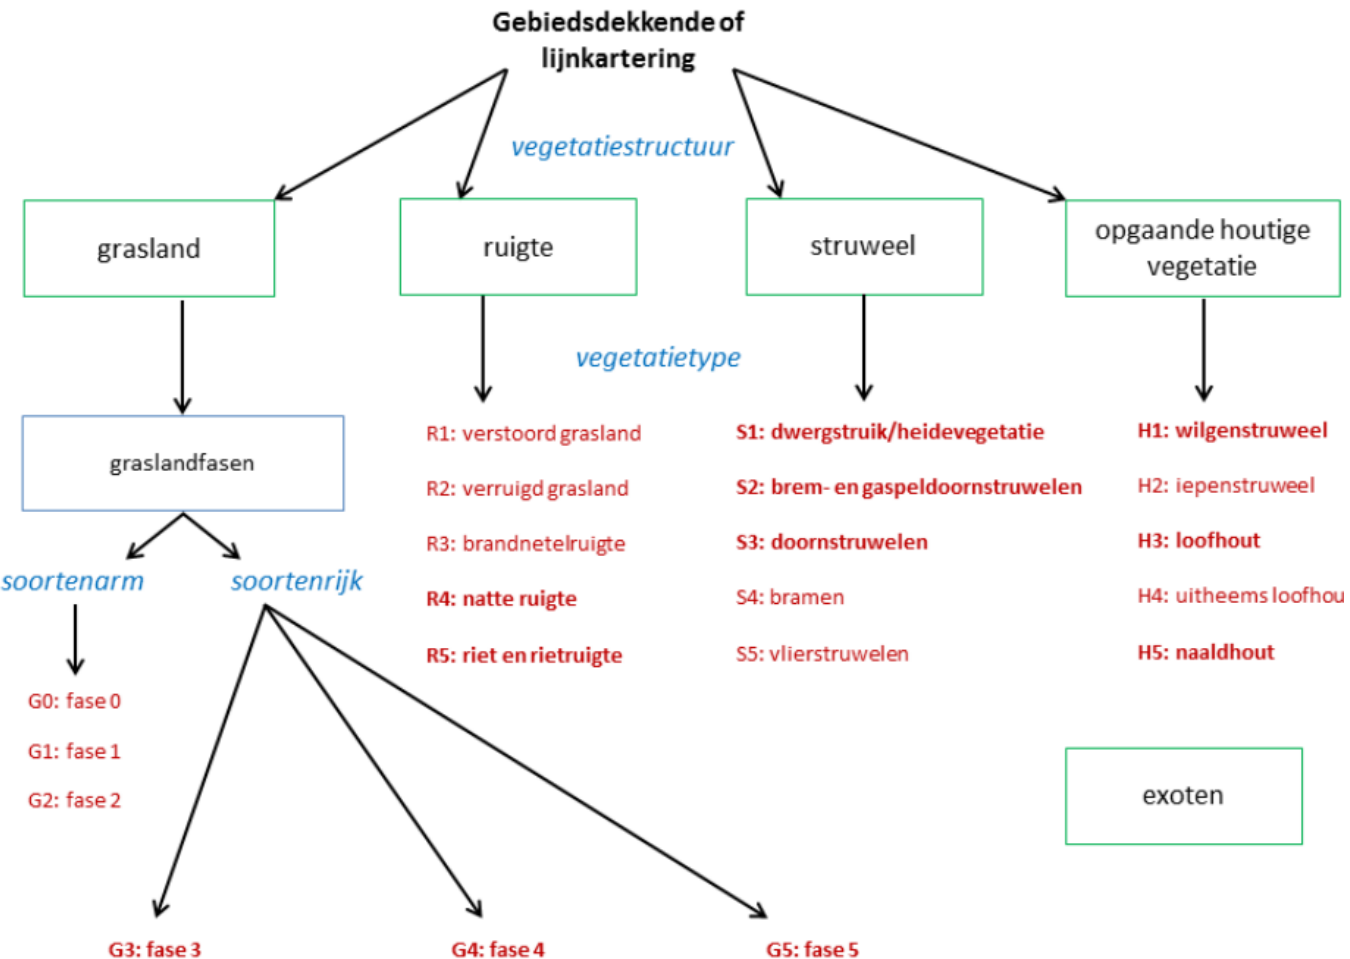 Gebiedsdekkende of
lijnkartering
vegetatiestructuur
grasland
ruigte
struweel
opgaande houtige
vegetatie
vegetatietype
graslandfasen
soortenarm
soortenrijk
G0: fase 0
G1: fase 1
G2: fase 2
G3: fase 3
G4: fase 4
G5: fase 5
R1: verstoord grasland
R2: verruigd grasland
R3: brandnetelruigte
R4: natte ruigte
R5: riet en rietruigte
S1: dwergstruik/heidevegetatie
S2: brem- en gaspeldoornstruwelen
S3: doornstruwelen
S4: bramen
S5: vlierstruwelen
H1: wilgenstruweel
H2: iepenstruweel
H3: loofhout
H4: uitheems loofhou
H5: naaldhout
exoten